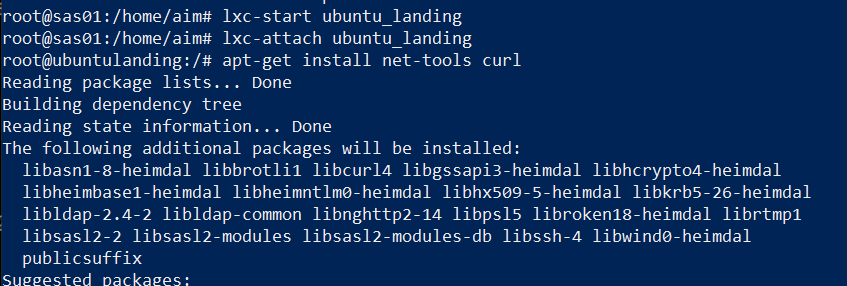 root@sas01:/home/aim# lxc-start ubuntu_landing
root@sas01:/home/aim# lxc-attach ubuntu_landing
root@ubuntulanding:/# apt-get install net-tools curl
Reading package lists... Done
Building dependency tree
Reading state information... Done
The following additional packages will be installed:
  libasn1-8-heimdal libbrotli1 libcurl4 libgssapi3-heimdal libhcrypto4-heimdal
  libheimbase1-heimdal libheimntlm0-heimdal libhx509-5-heimdal libkrb5-26-heimdal
  libldap-2.4-2 libldap-common libnghttp2-14 libpsl5 libroken18-heimdal librtmp1
  libsasl2-2 libsasl2-modules libsasl2-modules-db libssh-4 libwind0-heimdal
  publicsuffix
Suggested packages: